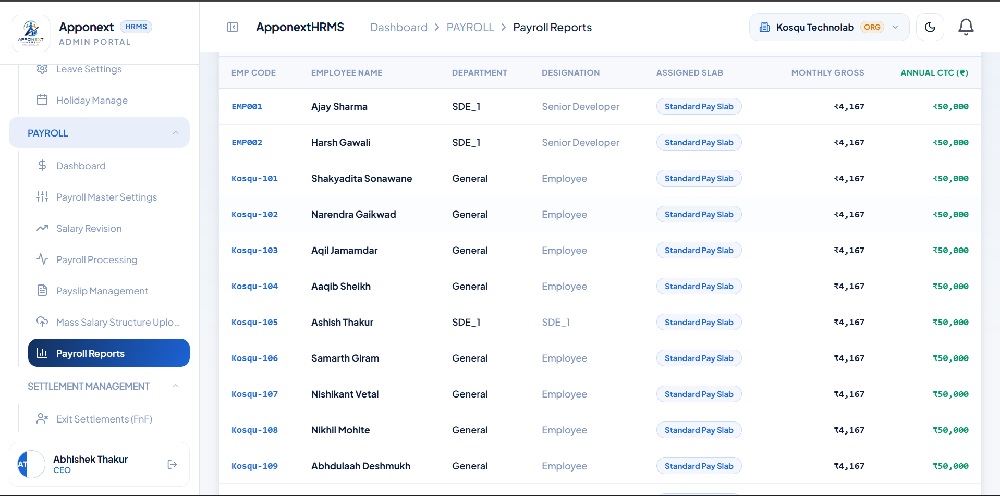 APPONEXT
HRMS
Apponext HRMS
ADMIN PORTAL
ApponextHRMS
Dashboard > PAYROLL > Payroll Reports
Kosqu Technolab ORG
Leave Settings
Holiday Manage
PAYROLL
Dashboard
Payroll Master Settings
Salary Revision
Payroll Processing
Payslip Management
Mass Salary Structure Uplo...
Payroll Reports
SETTLEMENT MANAGEMENT
Exit Settlements (FnF)
AT
Abhishek Thakur
CEO
EMP CODE EMPLOYEE NAME DEPARTMENT DESIGNATION ASSIGNED SLAB MONTHLY GROSS ANNUAL CTC (₹)
EMP001 Ajay Sharma SDE_1 Senior Developer Standard Pay Slab ₹4,167 ₹50,000
EMP002 Harsh Gawali SDE_1 Senior Developer Standard Pay Slab ₹4,167 ₹50,000
Kosqu-101 Shakyadita Sonawane General Employee Standard Pay Slab ₹4,167 ₹50,000
Kosqu-102 Narendra Gaikwad General Employee Standard Pay Slab ₹4,167 ₹50,000
Kosqu-103 Aqil Jamamdar General Employee Standard Pay Slab ₹4,167 ₹50,000
Kosqu-104 Aaqib Sheikh General Employee Standard Pay Slab ₹4,167 ₹50,000
Kosqu-105 Ashish Thakur SDE_1 SDE_1 Standard Pay Slab ₹4,167 ₹50,000
Kosqu-106 Samarth Giram General Employee Standard Pay Slab ₹4,167 ₹50,000
Kosqu-107 Nishikant Vetal General Employee Standard Pay Slab ₹4,167 ₹50,000
Kosqu-108 Nikhil Mohite General Employee Standard Pay Slab ₹4,167 ₹50,000
Kosqu-109 Abhdulaah Deshmukh General Employee Standard Pay Slab ₹4,167 ₹50,000